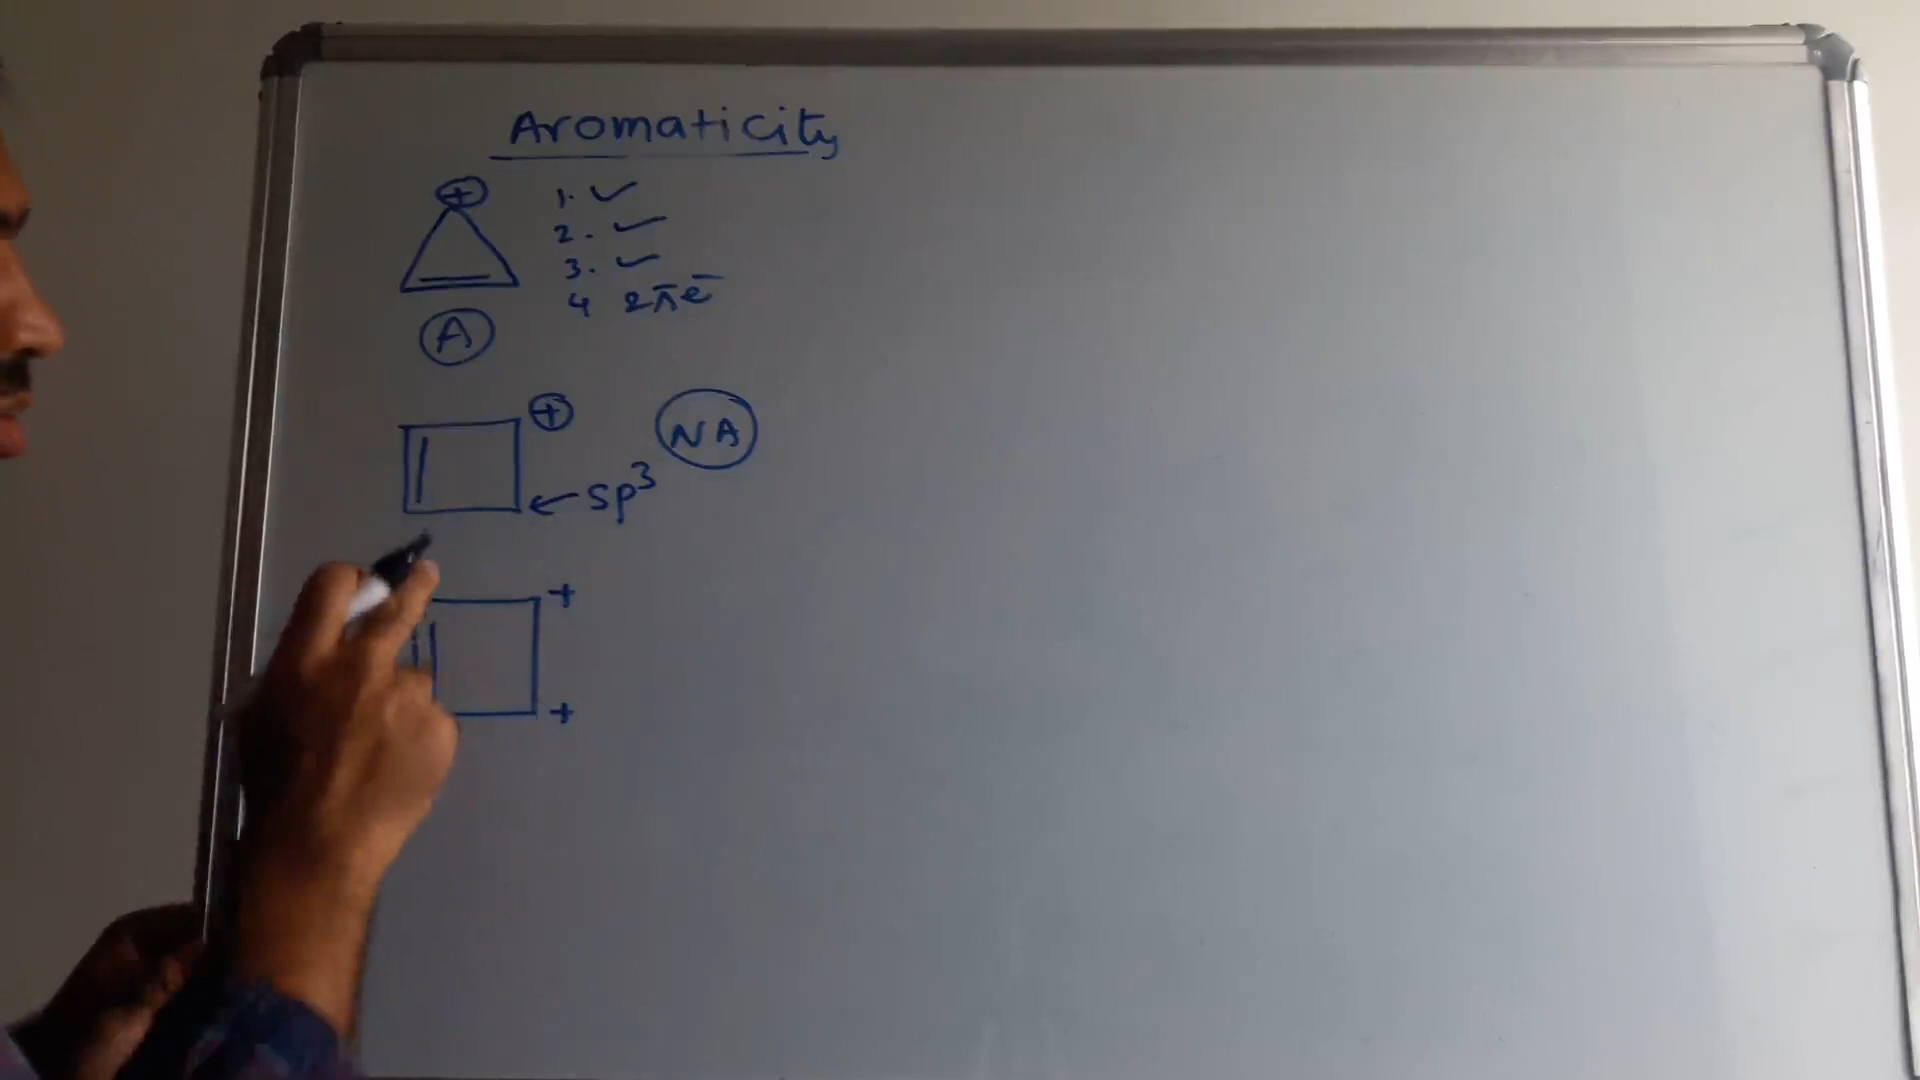 Aromaticity
⊕
1. ✓
2. ✓
3. ✓
4 2πe⁻
A
⊕
NA
← sp³
+
+